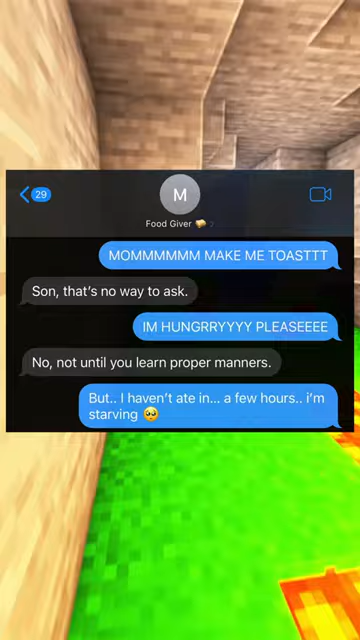 29
M
Food Giver 🍞
MOMMMMMM MAKE ME TOASTTT
Son, that's no way to ask.
IM HUNGRRYYYY PLEASEEEE
No, not until you learn proper manners.
But.. I haven't ate in... a few hours.. i'm
starving 🥺